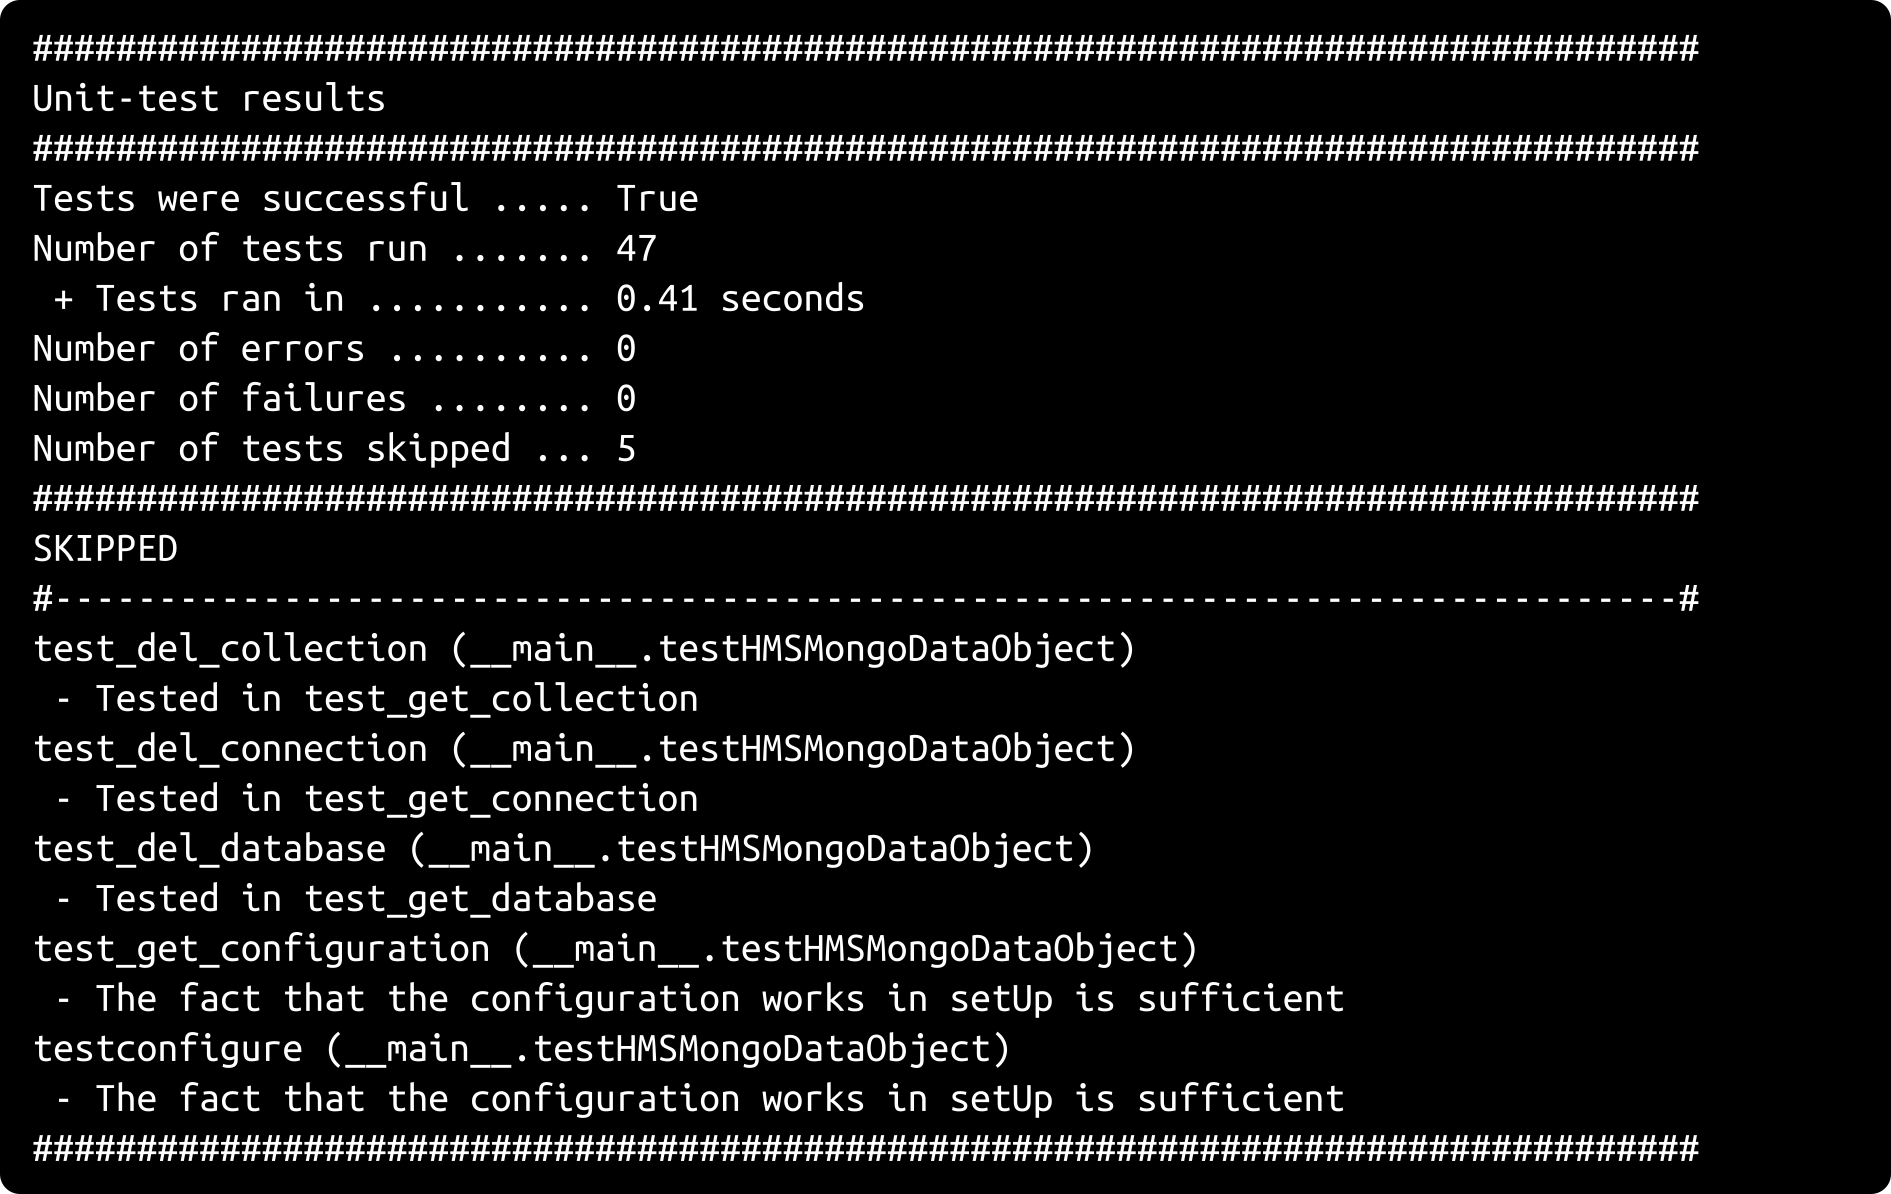 ################################################################################
Unit-test results
################################################################################
Tests were successful ..... True
Number of tests run ....... 47
 + Tests ran in ........... 0.41 seconds
Number of errors .......... 0
Number of failures ........ 0
Number of tests skipped ... 5
################################################################################
SKIPPED
#------------------------------------------------------------------------------#
test_del_collection (__main__.testHMSMongoDataObject)
 - Tested in test_get_collection
test_del_connection (__main__.testHMSMongoDataObject)
 - Tested in test_get_connection
test_del_database (__main__.testHMSMongoDataObject)
 - Tested in test_get_database
test_get_configuration (__main__.testHMSMongoDataObject)
 - The fact that the configuration works in setUp is sufficient
testconfigure (__main__.testHMSMongoDataObject)
 - The fact that the configuration works in setUp is sufficient
################################################################################